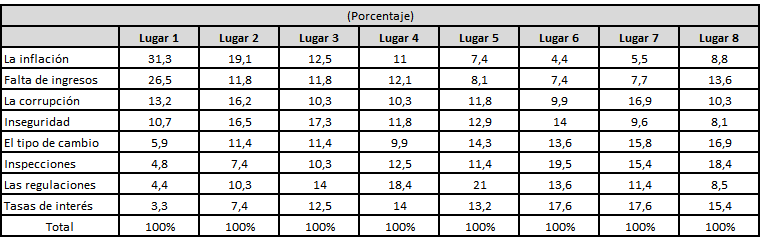 (Porcentaje)
Lugar 1 Lugar 2 Lugar 3 Lugar 4 Lugar 5 Lugar 6 Lugar 7 Lugar 8
La inflación 31,3 19,1 12,5 11 7,4 4,4 5,5 8,8
Falta de ingresos 26,5 11,8 11,8 12,1 8,1 7,4 7,7 13,6
La corrupción 13,2 16,2 10,3 10,3 11,8 9,9 16,9 10,3
Inseguridad 10,7 16,5 17,3 11,8 12,9 14 9,6 8,1
El tipo de cambio 5,9 11,4 11,4 9,9 14,3 13,6 15,8 16,9
Inspecciones 4,8 7,4 10,3 12,5 11,4 19,5 15,4 18,4
Las regulaciones 4,4 10,3 14 18,4 21 13,6 11,4 8,5
Tasas de interés 3,3 7,4 12,5 14 13,2 17,6 17,6 15,4
Total 100% 100% 100% 100% 100% 100% 100% 100%